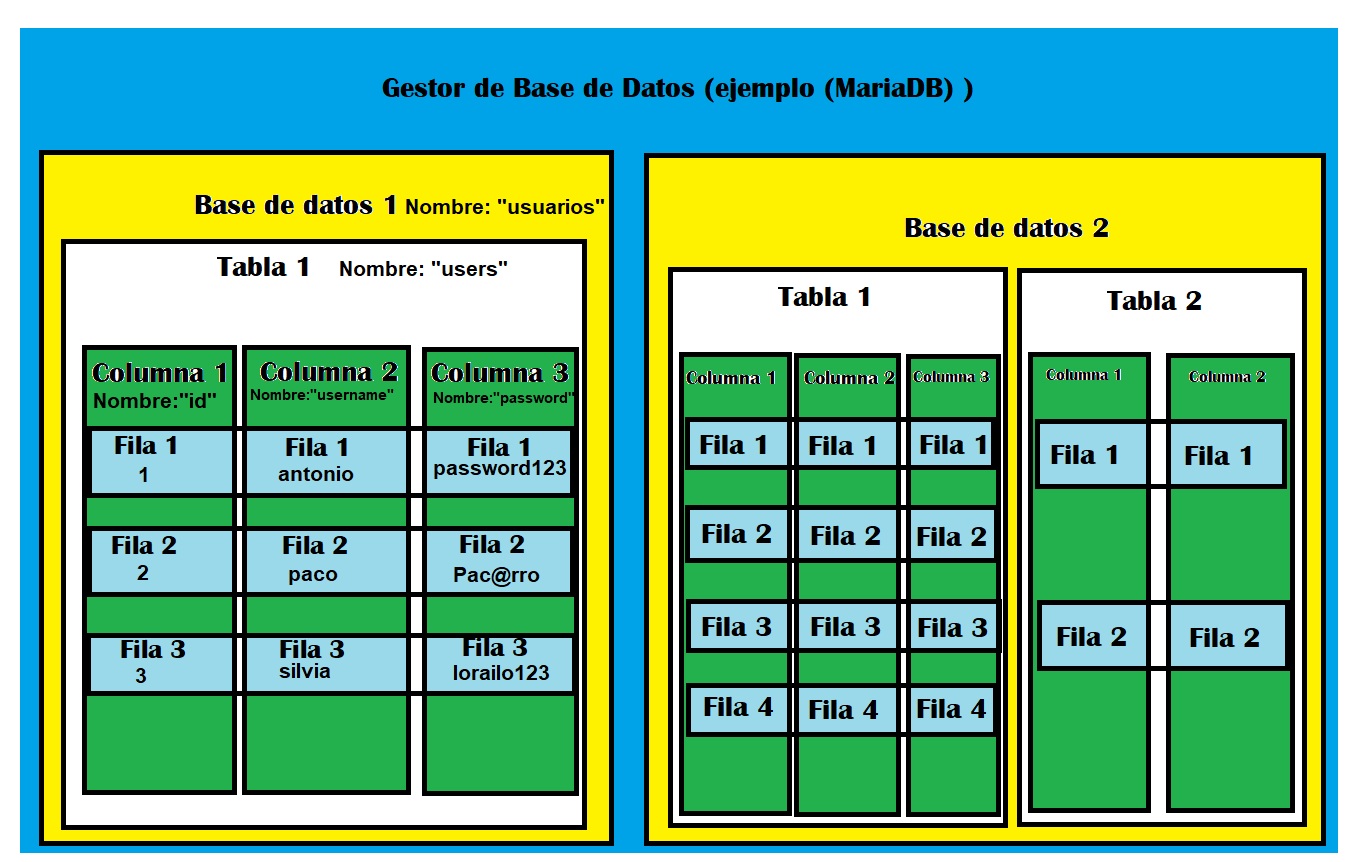 Gestor de Base de Datos (ejemplo (MariaDB) )
Base de datos 1 Nombre: "usuarios"
Tabla 1 Nombre: "users"
Columna 1 Columna 2 Columna 3
Nombre:"id" Nombre:"username" Nombre:"password"
Fila 1 Fila 1 Fila 1
1 antonio password123
Fila 2 Fila 2 Fila 2
2 paco Pac@rro
Fila 3 Fila 3 Fila 3
3 silvia lorailo123
Base de datos 2
Tabla 1
Columna 1 Columna 2 Columna 3
Fila 1 Fila 1 Fila 1
Fila 2 Fila 2 Fila 2
Fila 3 Fila 3 Fila 3
Fila 4 Fila 4 Fila 4
Tabla 2
Columna 1 Columna 2
Fila 1 Fila 1
Fila 2 Fila 2